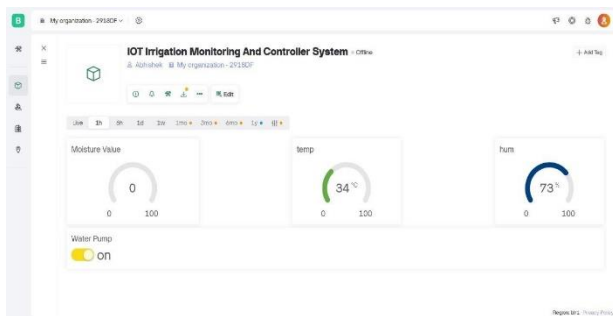 B
My organization - 2918DF
IOT Irrigation Monitoring And Controller System
Offline
Abhishek
My organization - 2918DF
+ Add Tag
Edit
Live 1h 6h 1d 1w 1mo 3mo 6mo 1y
Moisture Value
0
0 100
temp
34 °C
0 100
hum
73 %
0 100
Water Pump
on
Privacy Policy